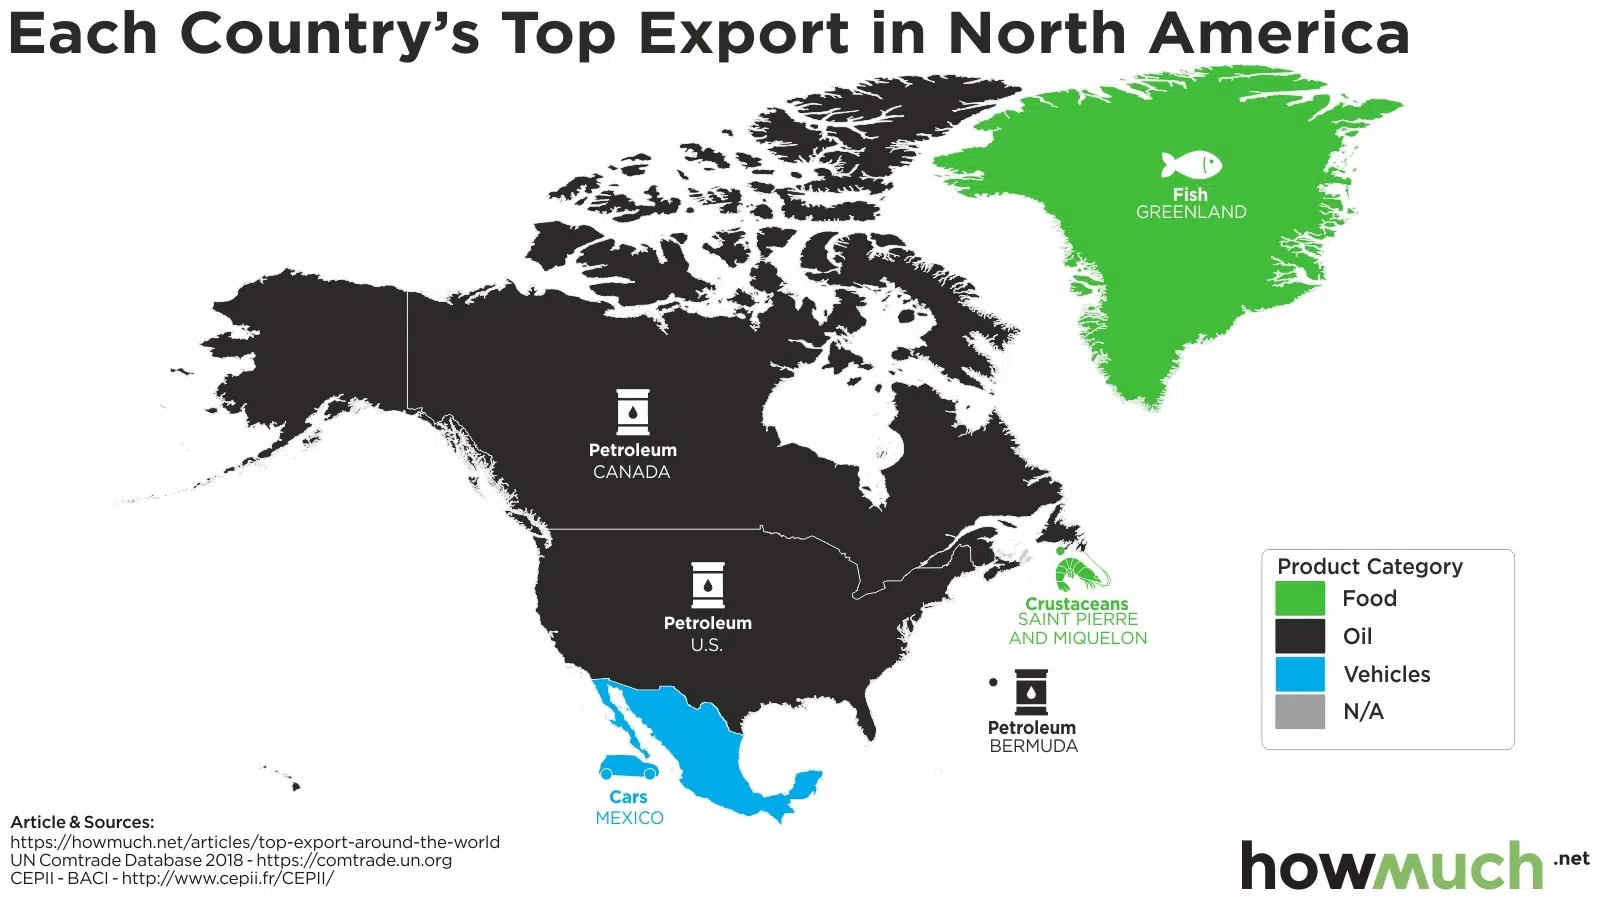 Each Country's Top Export in North America
Fish
GREENLAND
Petroleum
CANADA
Petroleum
U.S.
Crustaceans
SAINT PIERRE
AND MIQUELON
Petroleum
BERMUDA
Cars
MEXICO
Product Category
Food
Oil
Vehicles
N/A
Article & Sources:
https://howmuch.net/articles/top-export-around-the-world
UN Comtrade Database 2018 - https://comtrade.un.org
CEPII - BACI - http://www.cepii.fr/CEPII/
howmuch.net